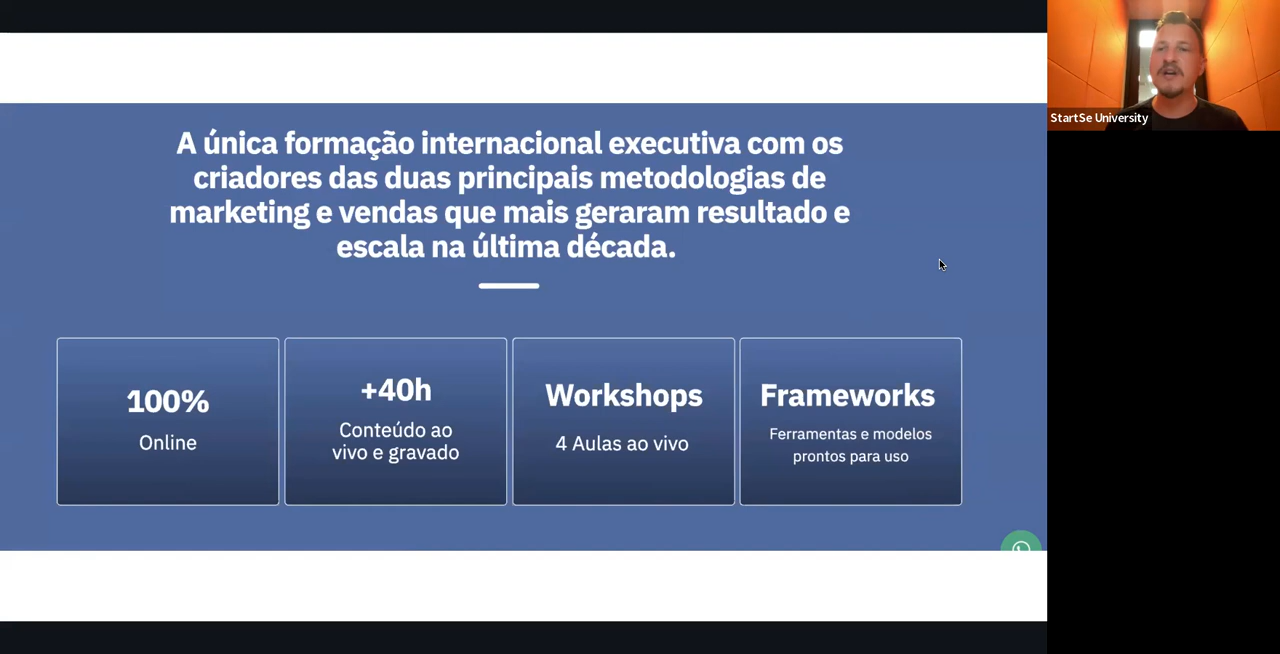 A única formação internacional executiva com os
criadores das duas principais metodologias de
marketing e vendas que mais geraram resultado e
escala na última década.
100%
Online
+40h
Conteúdo ao
vivo e gravado
Workshops
4 Aulas ao vivo
Frameworks
Ferramentas e modelos
prontos para uso
StartSe University